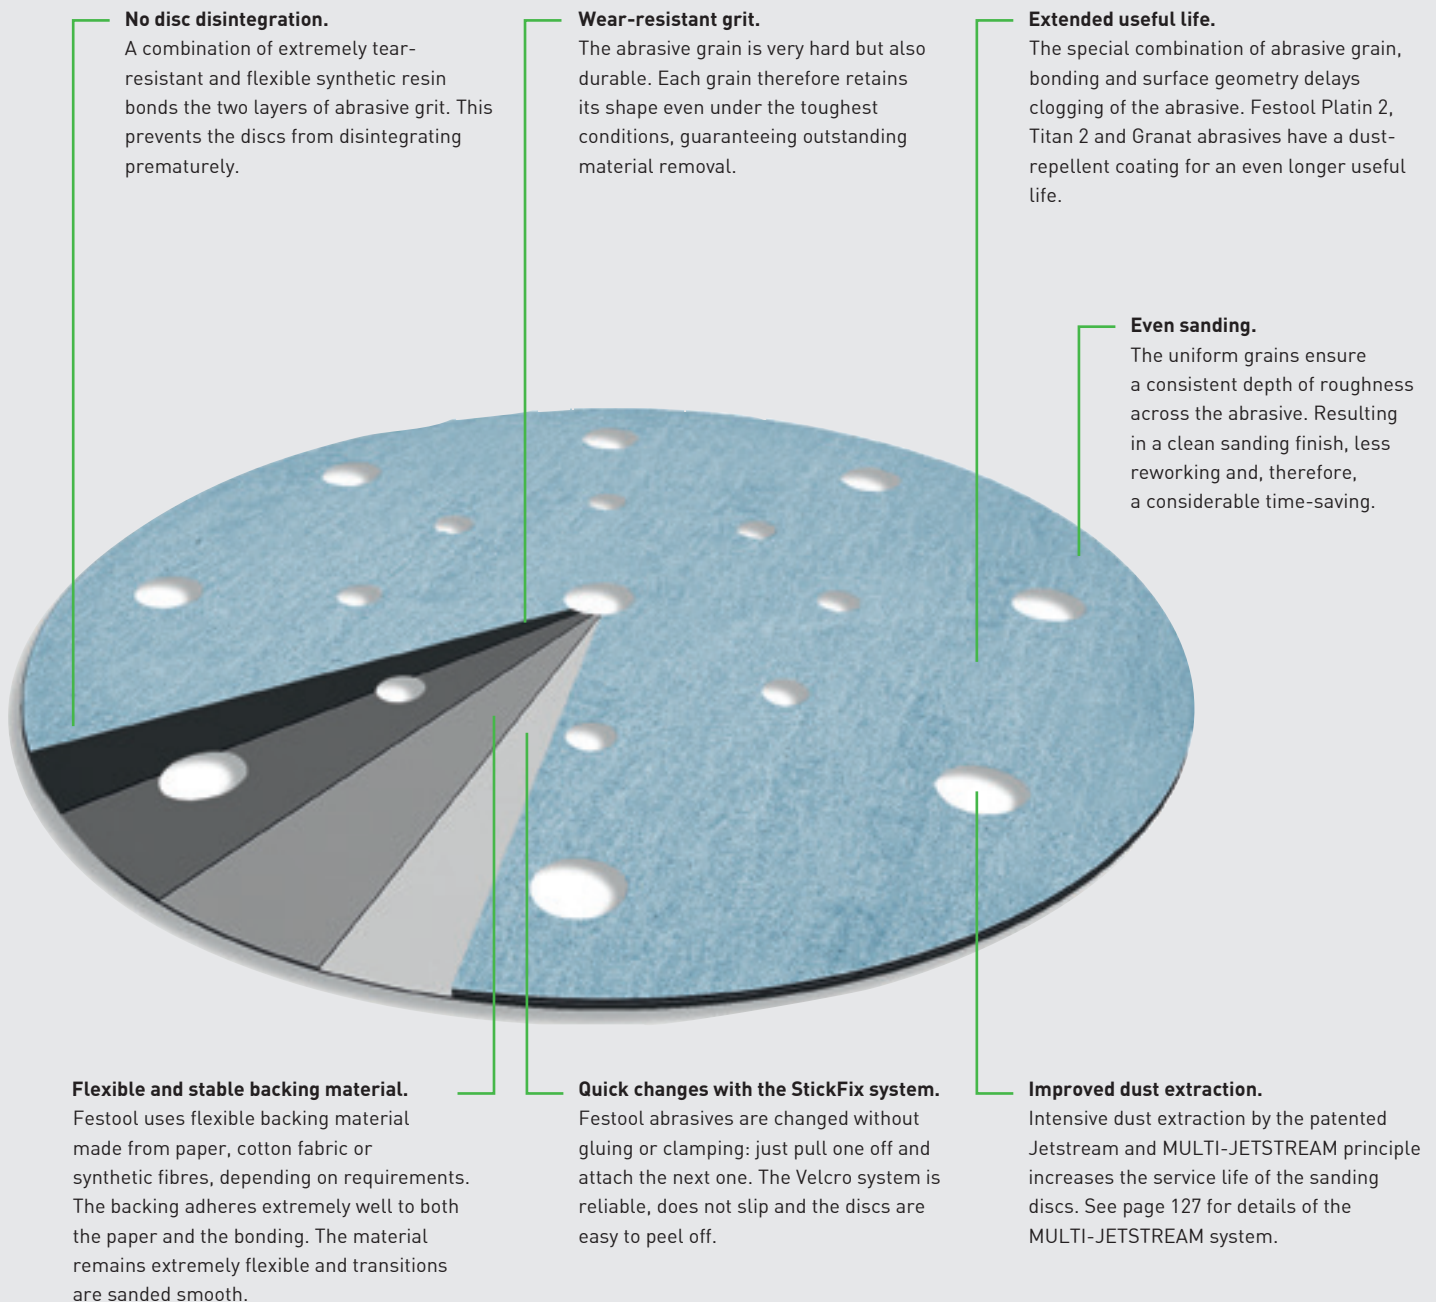 No disc disintegration.
A combination of extremely tear-
resistant and flexible synthetic resin
bonds the two layers of abrasive grit. This
prevents the discs from disintegrating
prematurely.
Wear-resistant grit.
The abrasive grain is very hard but also
durable. Each grain therefore retains
its shape even under the toughest
conditions, guaranteeing outstanding
material removal.
Extended useful life.
The special combination of abrasive grain,
bonding and surface geometry delays
clogging of the abrasive. Festool Platin 2,
Titan 2 and Granat abrasives have a dust-
repellent coating for an even longer useful
life.
Even sanding.
The uniform grains ensure
a consistent depth of roughness
across the abrasive. Resulting
in a clean sanding finish, less
reworking and, therefore,
a considerable time-saving.
Flexible and stable backing material.
Festool uses flexible backing material
made from paper, cotton fabric or
synthetic fibres, depending on requirements.
The backing adheres extremely well to both
the paper and the bonding. The material
remains extremely flexible and transitions
are sanded smooth.
Quick changes with the StickFix system.
Festool abrasives are changed without
gluing or clamping: just pull one off and
attach the next one. The Velcro system is
reliable, does not slip and the discs are
easy to peel off.
Improved dust extraction.
Intensive dust extraction by the patented
Jetstream and MULTI-JETSTREAM principle
increases the service life of the sanding
discs. See page 127 for details of the
MULTI-JETSTREAM system.